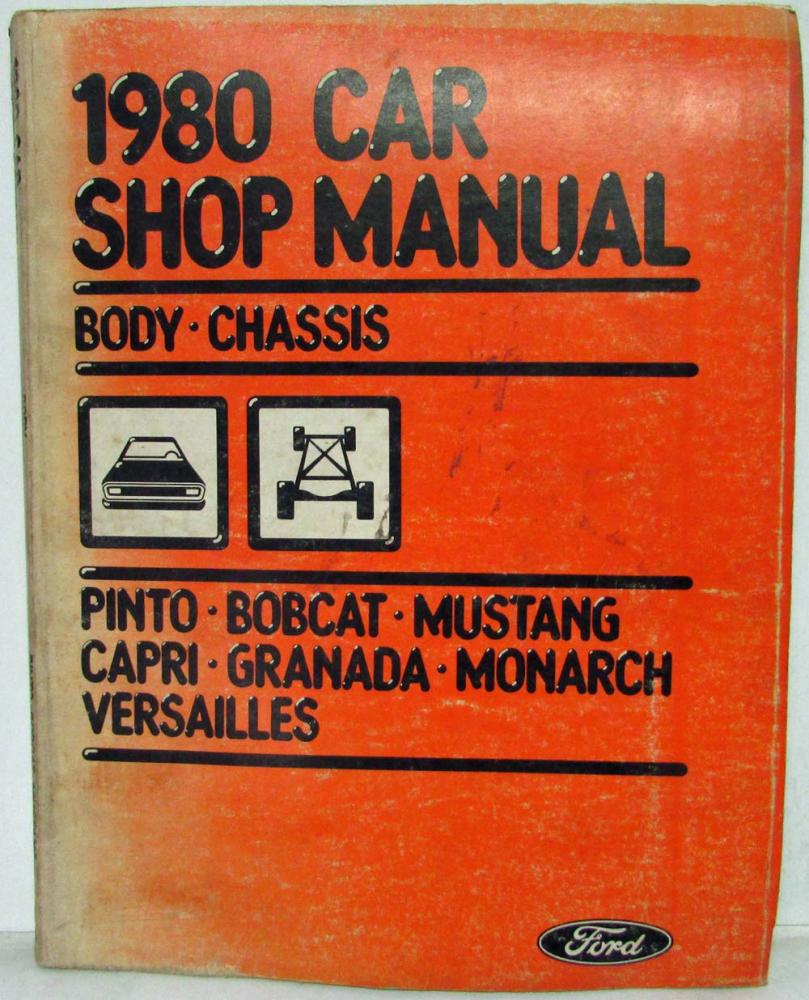 1980 CAR
SHOP MANUAL
BODY · CHASSIS
PINTO · BOBCAT · MUSTANG
CAPRI · GRANADA · MONARCH
VERSAILLES
Ford